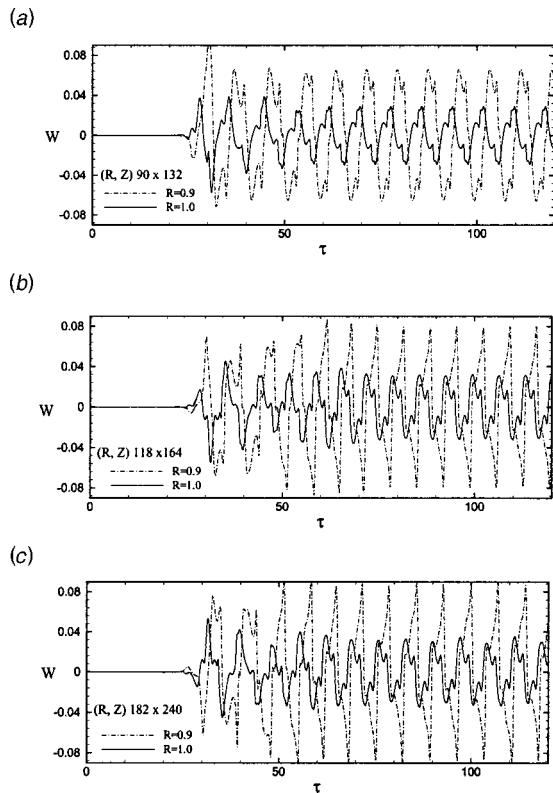 (a)
0.08
0.04
W
0
-0.04
(R, Z) 90 x 132
R=0.9
-0.08
R=1.0
0
50
100
τ
(b)
0.08
0.04
W
0
-0.04
(R, Z) 118 x164
R=0.9
-0.08
R=1.0
0
50
100
τ
(c)
0.08
0.04
W
0
-0.04
(R, Z) 182 x 240
R=0.9
-0.08
R=1.0
0
50
100
τ